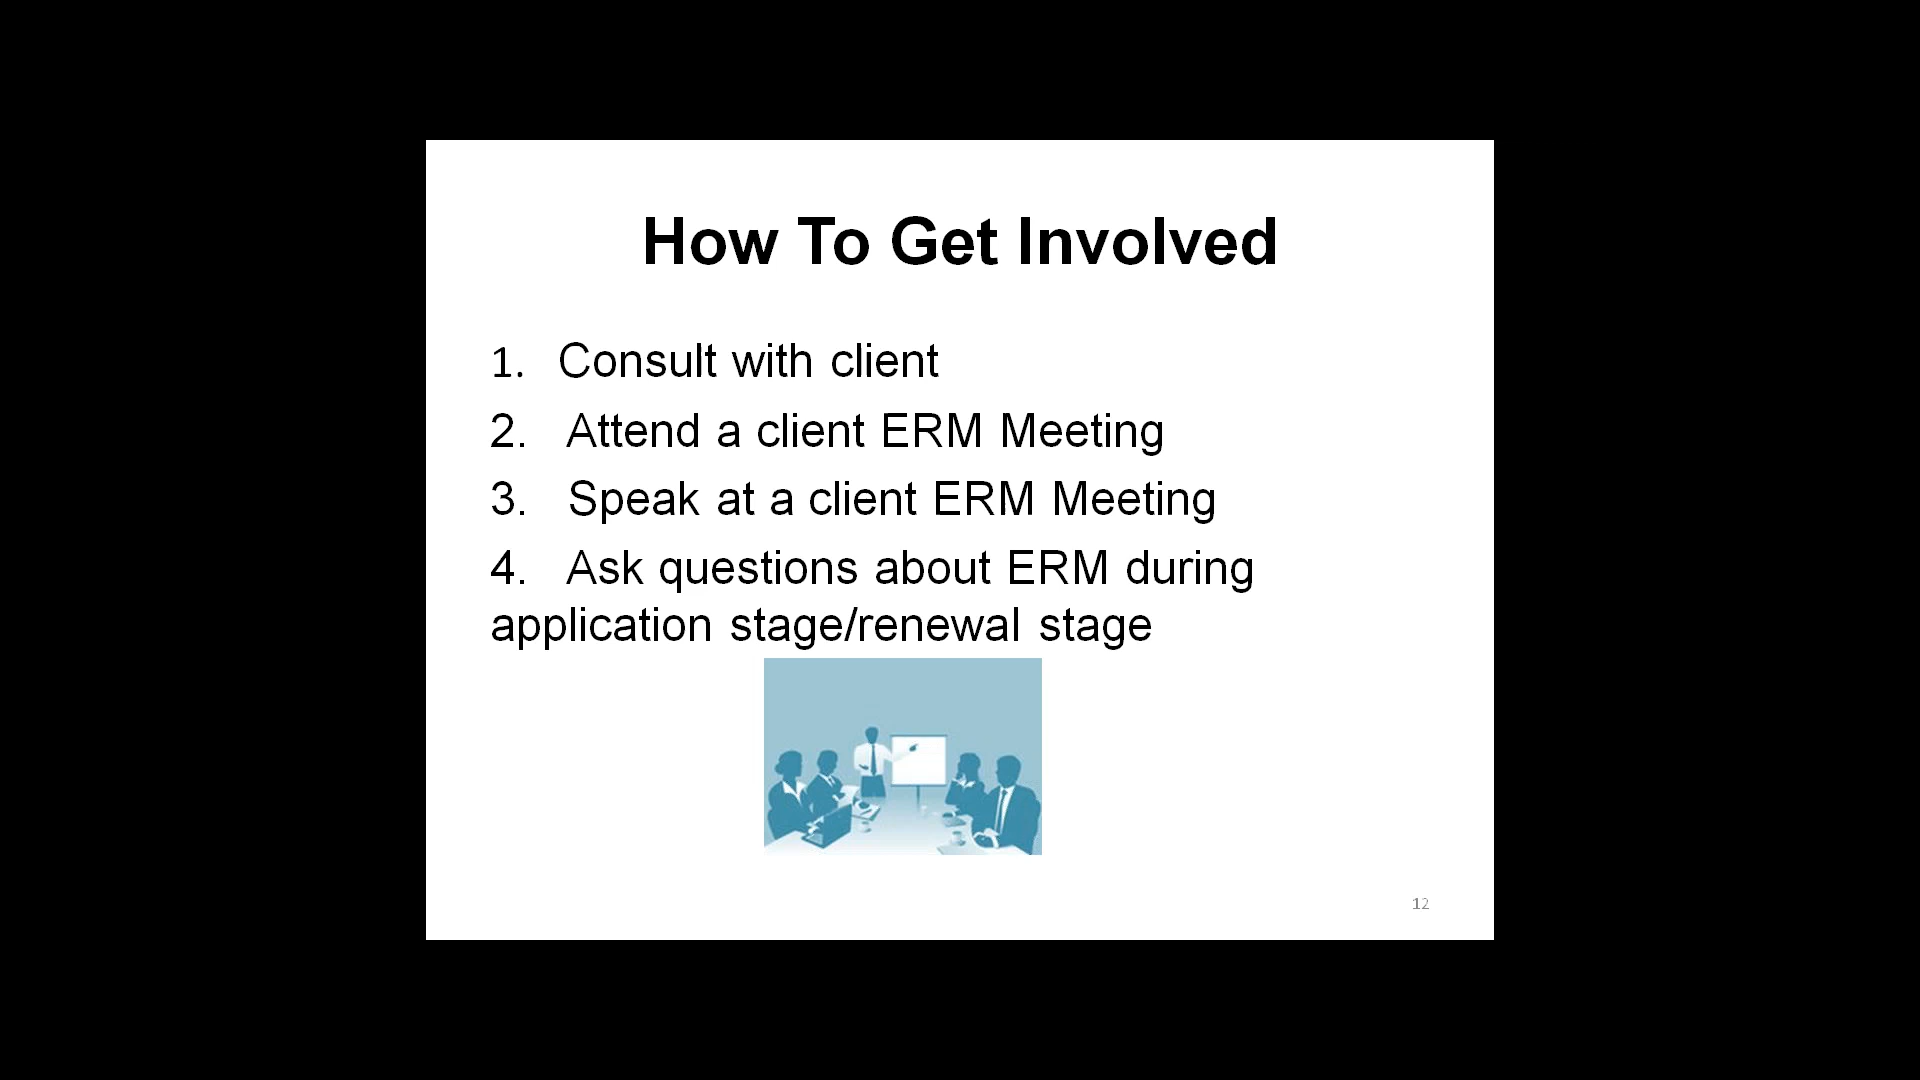 How To Get Involved
1. Consult with client
2. Attend a client ERM Meeting
3. Speak at a client ERM Meeting
4. Ask questions about ERM during
application stage/renewal stage
12